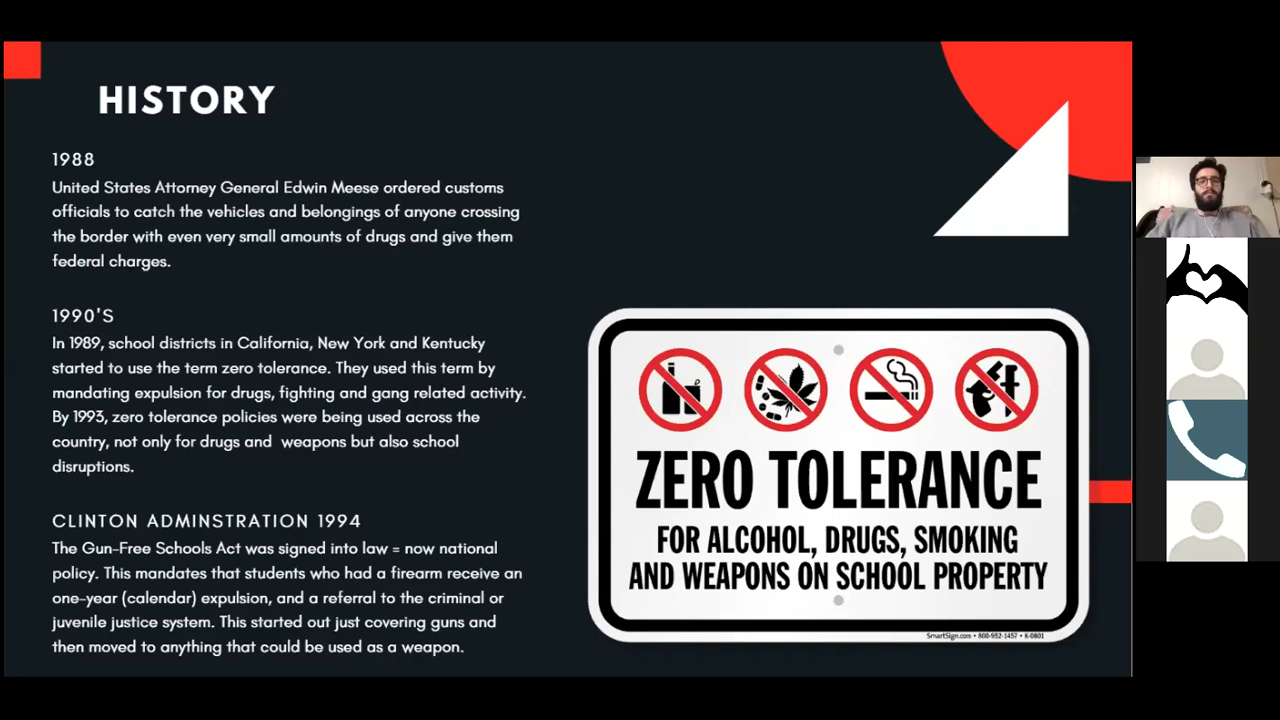 HISTORY
1988
United States Attorney General Edwin Meese ordered customs
officials to catch the vehicles and belongings of anyone crossing
the border with even very small amounts of drugs and give them
federal charges.
1990'S
In 1989, school districts in California, New York and Kentucky
started to use the term zero tolerance. They used this term by
mandating expulsion for drugs, fighting and gang related activity.
By 1993, zero tolerance policies were being used across the
country, not only for drugs and weapons but also school
disruptions.
CLINTON ADMINSTRATION 1994
The Gun-Free Schools Act was signed into law = now national
policy. This mandates that students who had a firearm receive an
one-year (calendar) expulsion, and a referral to the criminal or
juvenile justice system. This started out just covering guns and
then moved to anything that could be used as a weapon.
ZERO TOLERANCE
FOR ALCOHOL, DRUGS, SMOKING
AND WEAPONS ON SCHOOL PROPERTY
SmartSign.com • 800-952-1457 • K-0801